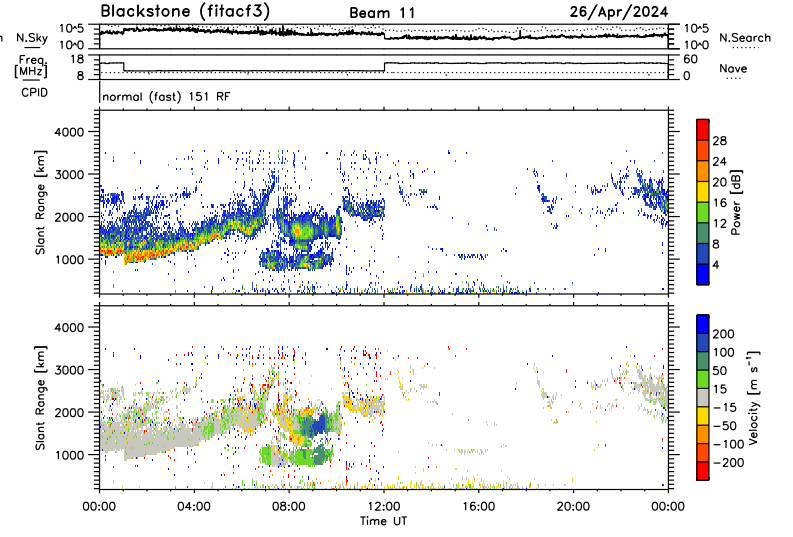 Blackstone (fitacf3) Beam 11 26/Apr/2024
N.Sky 10^5 10^0 10^5 10^0 N.Search
Freq [MHz] 18 8 60 0 Nave
CPID normal (fast) 151 RF
Slant Range [km] 4000 3000 2000 1000
Power [dB] 28 24 20 16 12 8 4
Slant Range [km] 4000 3000 2000 1000
Velocity [m s⁻¹] 200 100 50 15 −15 −50 −100 −200
00:00 04:00 08:00 12:00 16:00 20:00 00:00
Time UT